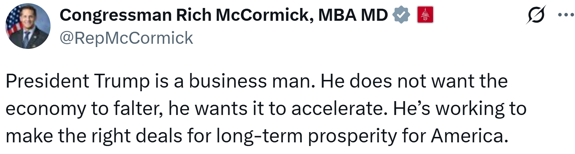 Congressman Rich McCormick, MBA MD
@RepMcCormick
President Trump is a business man. He does not want the
economy to falter, he wants it to accelerate. He’s working to
make the right deals for long-term prosperity for America.